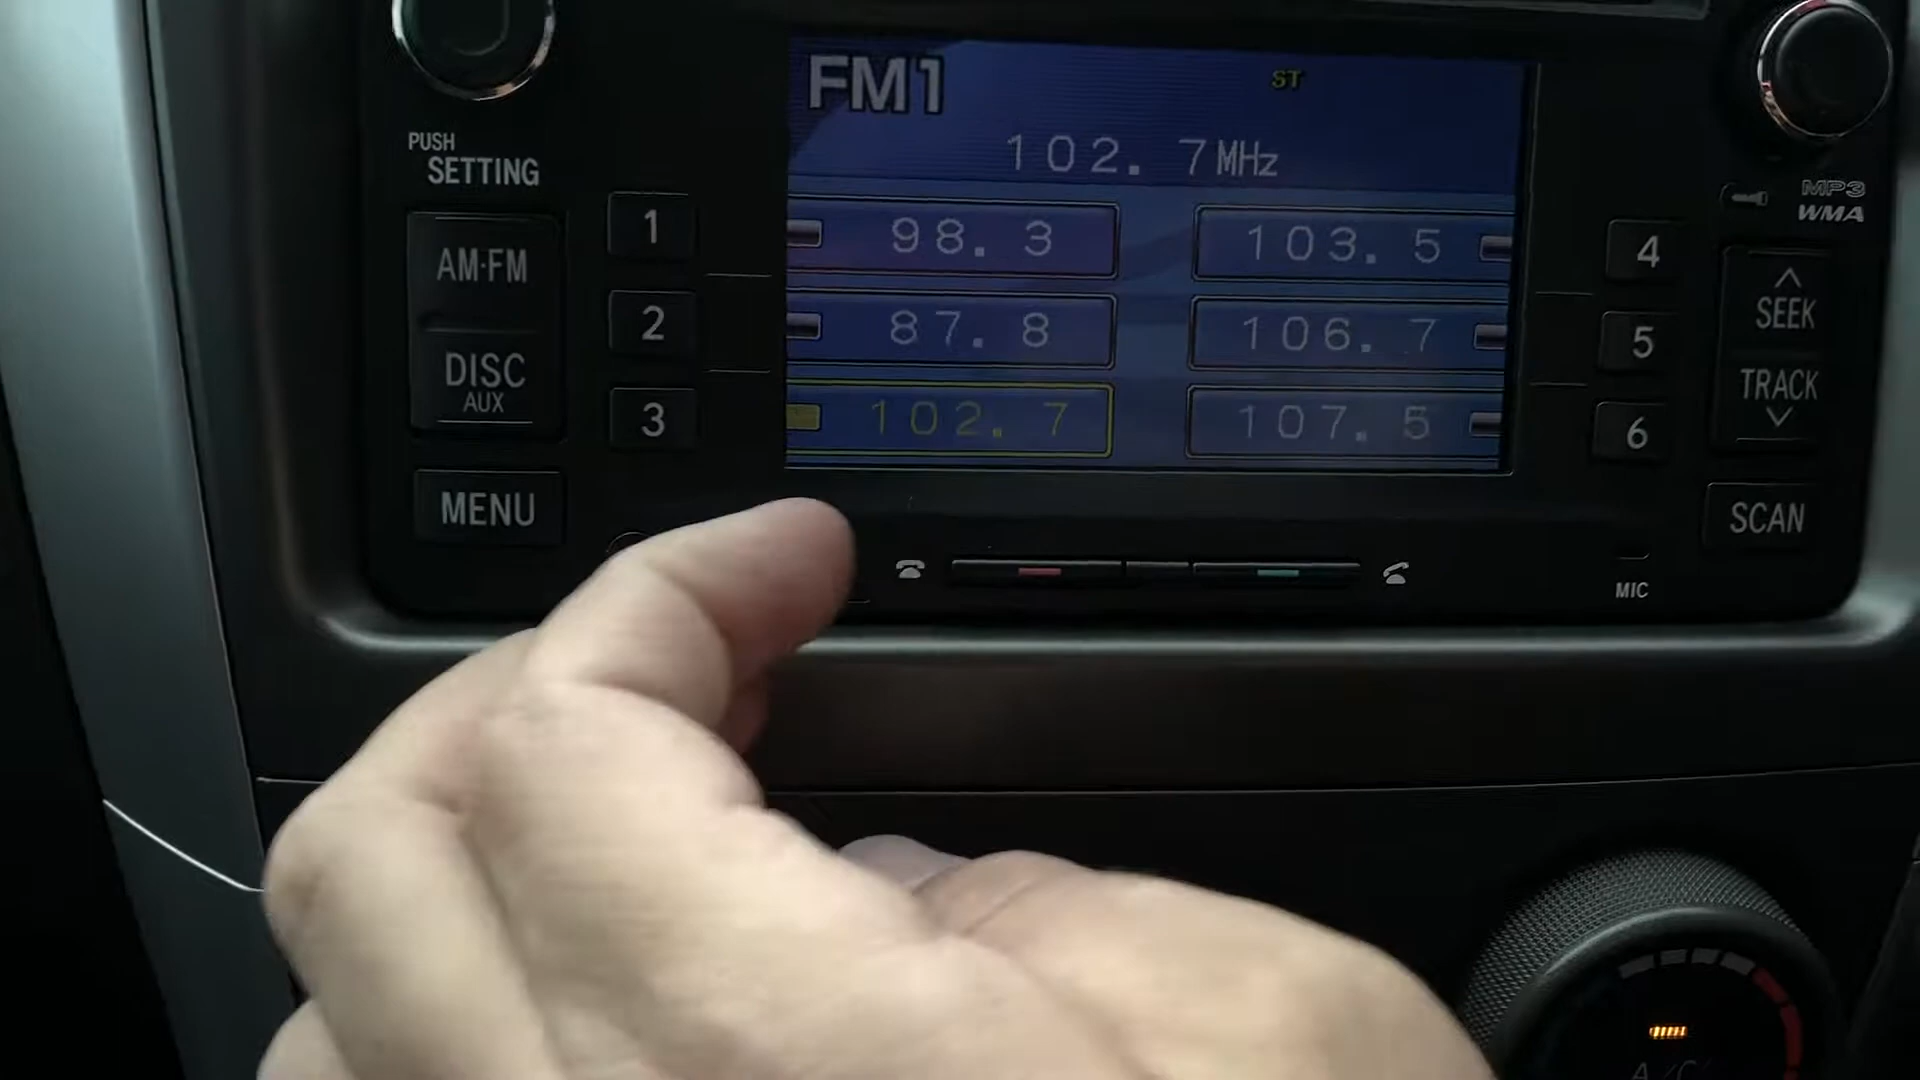 FM1
ST
102.7MHz
PUSH
SETTING
AM·FM
DISC
AUX
MENU
1
98.3
103.5
4
2
87.8
106.7
5
3
102.7
107.5
6
MP3
WMA
SEEK
TRACK
SCAN
MIC
A/C